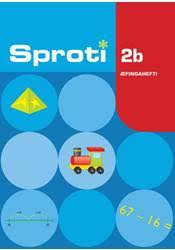 Sproti 2b
ÆFINGAHEFTI
67 - 16 =